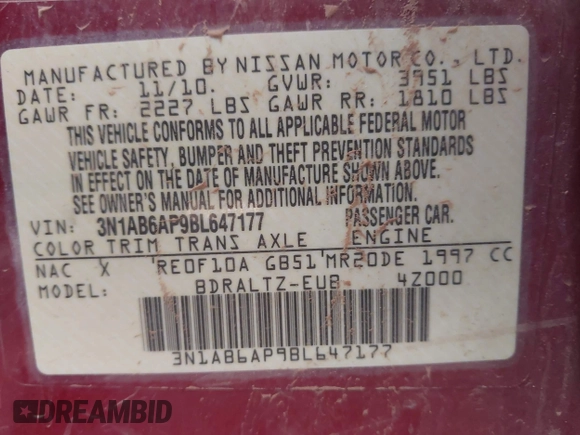 MANUFACTURED BY NISSAN MOTOR CO., LTD.
DATE: 11/10. GVWR: 3951 LBS
GAWR FR: 2227 LBS GAWR RR: 1810 LBS
THIS VEHICLE CONFORMS TO ALL APPLICABLE FEDERAL MOTOR
VEHICLE SAFETY, BUMPER AND THEFT PREVENTION STANDARDS
IN EFFECT ON THE DATE OF MANUFACTURE SHOWN ABOVE.
SEE OWNER'S MANUAL FOR ADDITIONAL INFORMATION.
VIN: 3N1AB6AP9BL647177 PASSENGER CAR.
COLOR TRIM TRANS AXLE ENGINE
NAC X 'RE0F10A GB51'MR20DE 1997 CC
MODEL: BDRALTZ-EUB 4Z000
3N1AB6AP9BL647177
DREAMBID